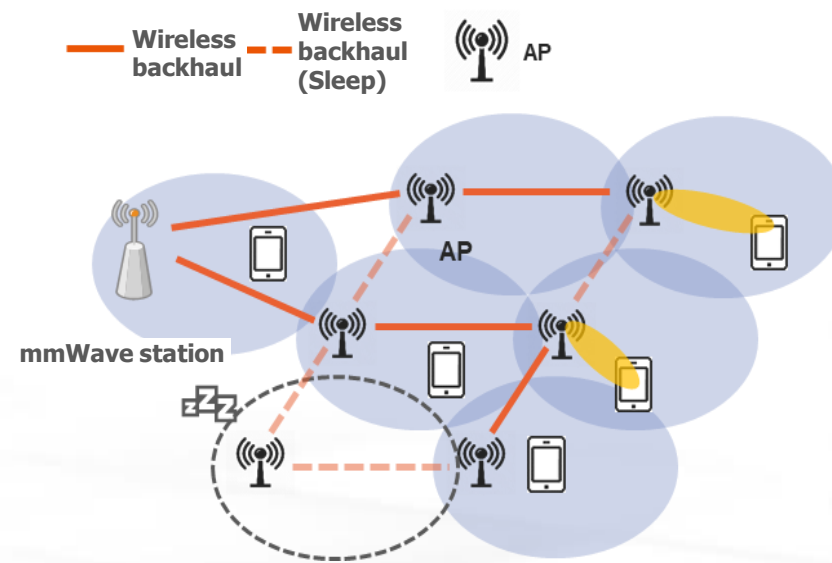 Wireless
backhaul
Wireless
backhaul
(Sleep)
AP
AP
mmWave station
zZZ